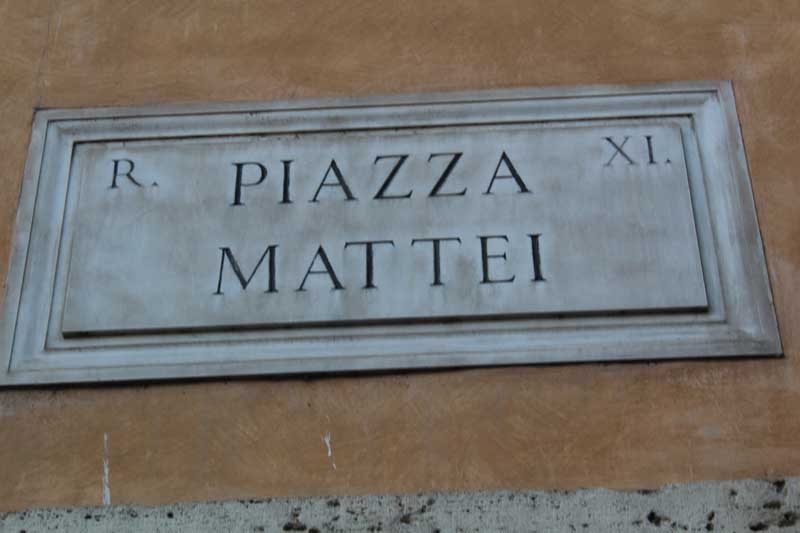 R. PIAZZA XI.
MATTEI